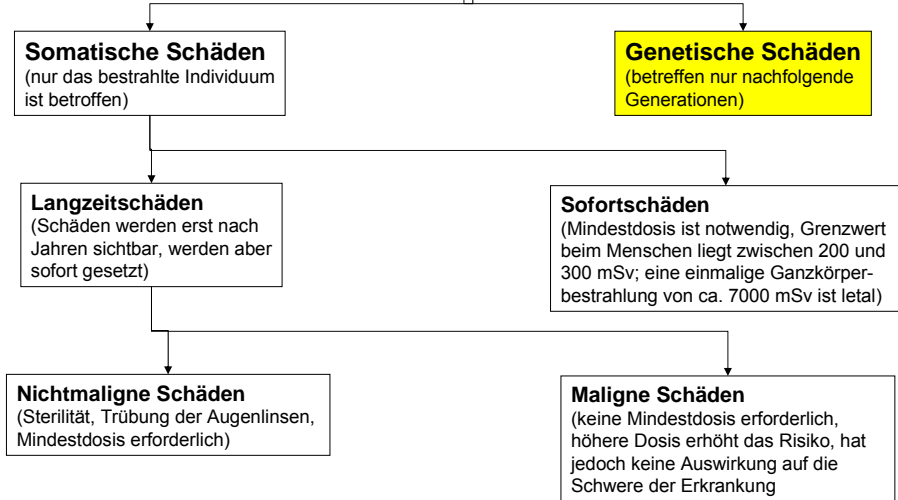 Somatische Schäden
(nur das bestrahlte Individuum
ist betroffen)
Genetische Schäden
(betreffen nur nachfolgende
Generationen)
Langzeitschäden
(Schäden werden erst nach
Jahren sichtbar, werden aber
sofort gesetzt)
Sofortschäden
(Mindestdosis ist notwendig, Grenzwert
beim Menschen liegt zwischen 200 und
300 mSv; eine einmalige Ganzkörper-
bestrahlung von ca. 7000 mSv ist letal)
Nichtmaligne Schäden
(Sterilität, Trübung der Augenlinsen,
Mindestdosis erforderlich)
Maligne Schäden
(keine Mindestdosis erforderlich,
höhere Dosis erhöht das Risiko, hat
jedoch keine Auswirkung auf die
Schwere der Erkrankung